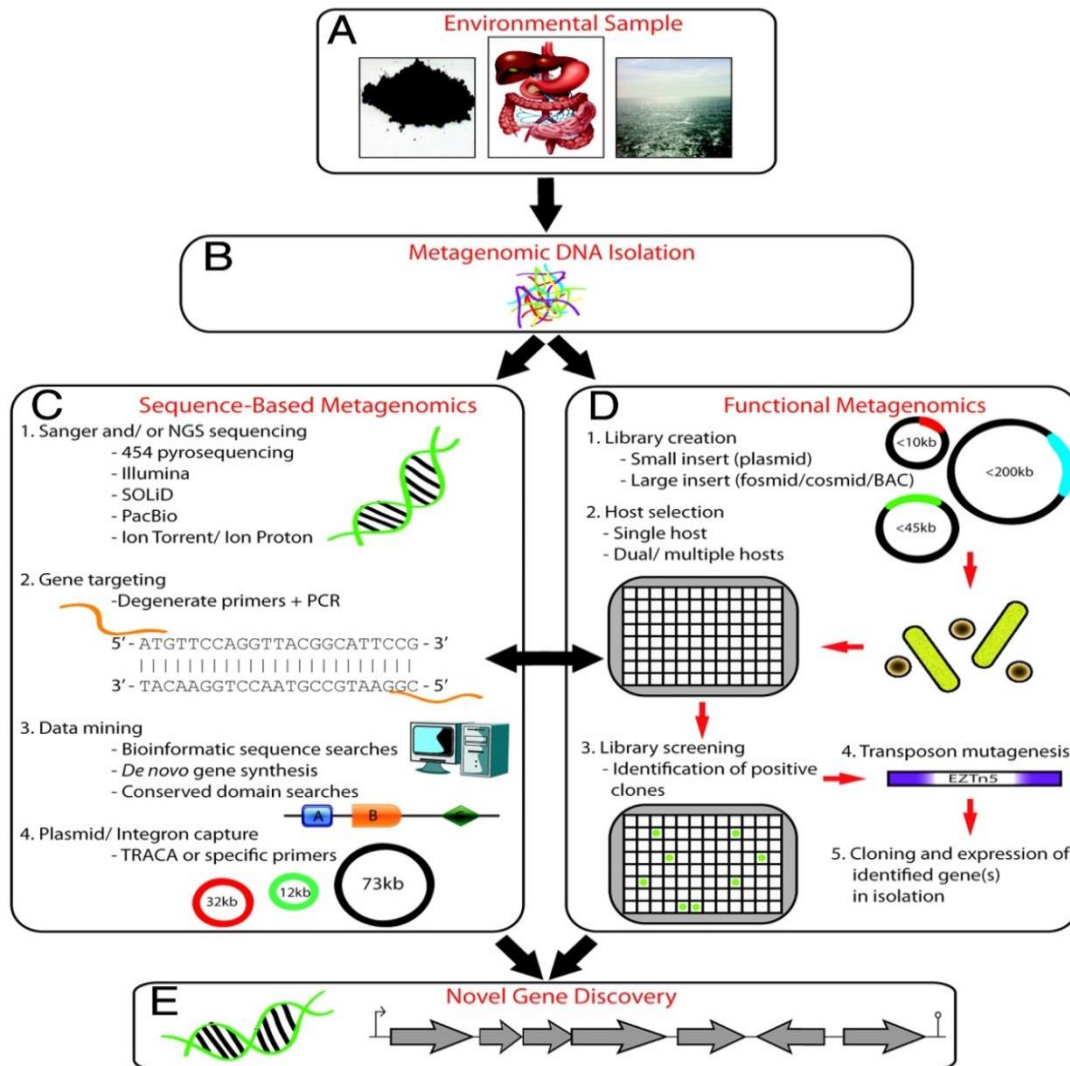 A
Environmental Sample
B
Metagenomic DNA Isolation
C
Sequence-Based Metagenomics
1. Sanger and/ or NGS sequencing
- 454 pyrosequencing
- Illumina
- SOLiD
- PacBio
- Ion Torrent/ Ion Proton
2. Gene targeting
-Degenerate primers + PCR
5’- ATGTTCCAGGTTACGGCATTCCG - 3’
3’- TACAAGGTCCAATGCCGTAAGGC - 5’
3. Data mining
- Bioinformatic sequence searches
- De novo gene synthesis
- Conserved domain searches
A
B
C
4. Plasmid/ Integron capture
- TRACA or specific primers
32kb
12kb
73kb
D
Functional Metagenomics
1. Library creation
- Small insert (plasmid)
- Large insert (fosmid/cosmid/BAC)
<10kb
<200kb
<45kb
2. Host selection
- Single host
- Dual/ multiple hosts
3. Library screening
- Identification of positive
clones
4. Transposon mutagenesis
EZTn5
5. Cloning and expression of
identified gene(s)
in isolation
E
Novel Gene Discovery